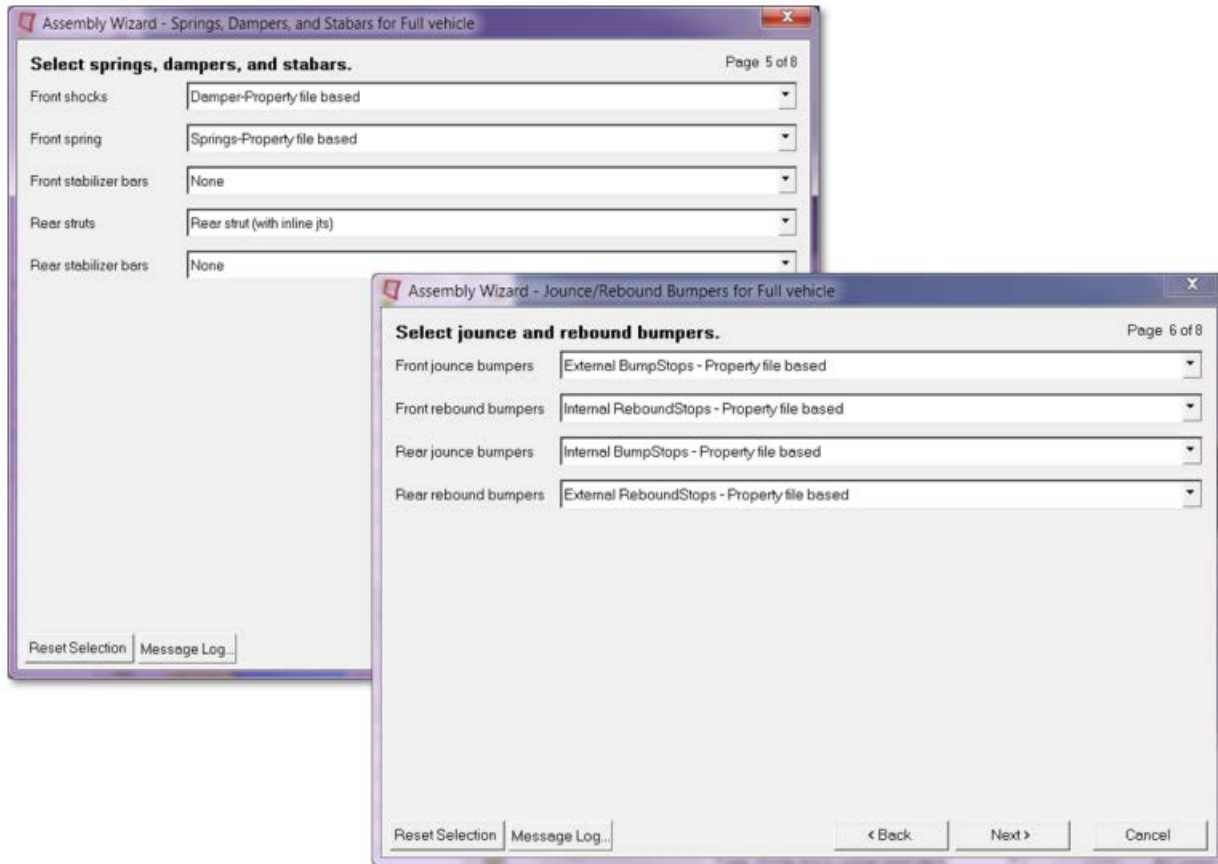 Assembly Wizard - Springs, Dampers, and Stabars for Full vehicle
Select springs, dampers, and stabars.
Page 5 of 8
Front shocks Damper-Property file based
Front spring Springs-Property file based
Front stabilizer bars None
Rear struts Rear strut (with inline jts)
Rear stabilizer bars None
Reset Selection Message Log...
Assembly Wizard - Jounce/Rebound Bumpers for Full vehicle
Select jounce and rebound bumpers.
Page 6 of 8
Front jounce bumpers External BumpStops - Property file based
Front rebound bumpers Internal ReboundStops - Property file based
Rear jounce bumpers Internal BumpStops - Property file based
Rear rebound bumpers External ReboundStops - Property file based
Reset Selection Message Log... < Back Next > Cancel